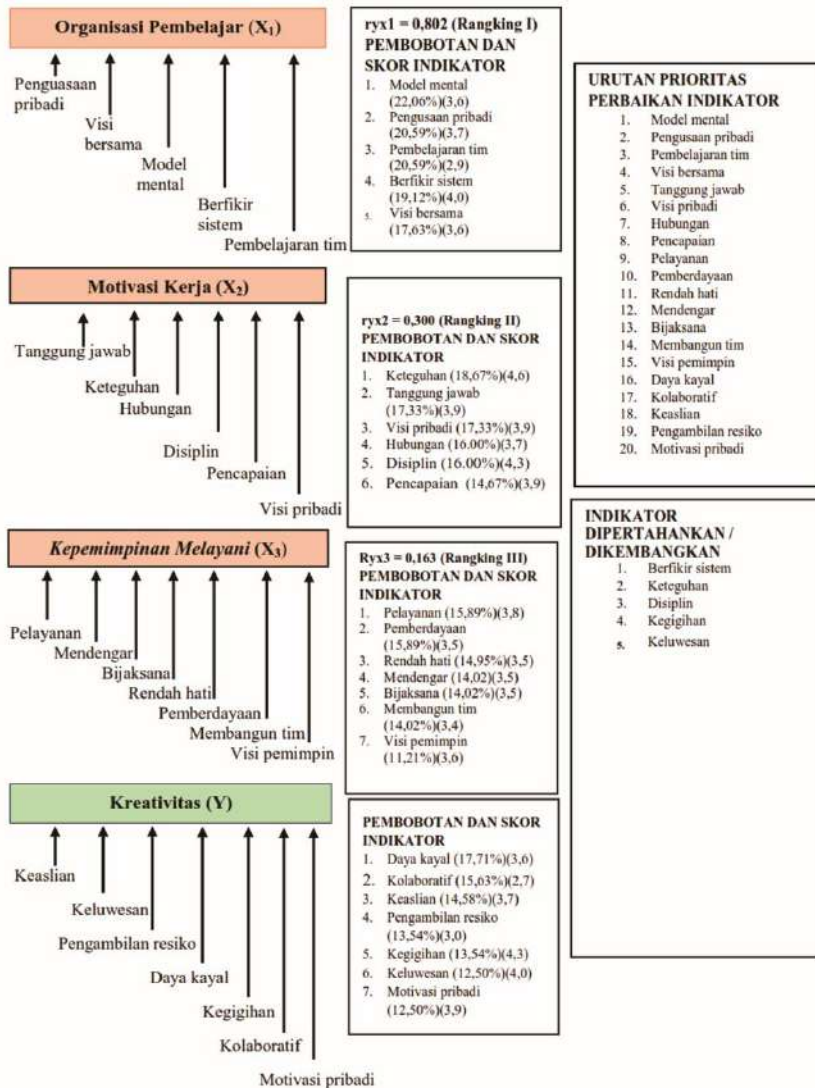 Organisasi Pembelajar (X1)
Penguasaan
pribadi
Visi
bersama
Model
mental
Berfikir
sistem
Pembelajaran tim
ryx1 = 0,802 (Rangking I)
PEMBOBOTAN DAN
SKOR INDIKATOR
1. Model mental
(22,06%)(3,6)
2. Pengusaan pribadi
(20,59%)(3,7)
3. Pembelajaran tim
(20,59%)(2,9)
4. Berfikir sistem
(19,12%)(4,0)
5. Visi bersama
(17,63%)(3,6)
Motivasi Kerja (X2)
Tanggung jawab
Keteguhan
Hubungan
Disiplin
Pencapaian
Visi pribadi
ryx2 = 0,300 (Rangking II)
PEMBOBOTAN DAN SKOR
INDIKATOR
1. Keteguhan (18,67%)(4,6)
2. Tanggung jawab
(17,33%)(3,9)
3. Visi pribadi (17,33%)(3,9)
4. Hubungan (16.00%)(3,7)
5. Disiplin (16.00%)(4,3)
6. Pencapaian (14,67%)(3,9)
Kepemimpinan Melayani (X3)
Pelayanan
Mendengar
Bijaksana
Rendah hati
Pemberdayaan
Membangun tim
Visi pemimpin
Ryx3 = 0,163 (Rangking III)
PEMBOBOTAN DAN SKOR
INDIKATOR
1. Pelayanan (15,89%)(3,8)
2. Pemberdayaan
(15,89%)(3,5)
3. Rendah hati (14,95%)(3,5)
4. Mendengar (14,02)(3,5)
5. Bijaksana (14,02%)(3,5)
6. Membangun tim
(14,02%)(3,4)
7. Visi pemimpin
(11,21%)(3,6)
Kreativitas (Y)
Keaslian
Keluwesan
Pengambilan resiko
Daya kayal
Kegigihan
Kolaboratif
Motivasi pribadi
PEMBOBOTAN DAN SKOR
INDIKATOR
1. Daya kayal (17,71%)(3,6)
2. Kolaboratif (15,63%)(2,7)
3. Keaslian (14,58%)(3,7)
4. Pengambilan resiko
(13,54%)(3,0)
5. Kegigihan (13,54%)(4,3)
6. Keluwesan (12,50%)(4,0)
7. Motivasi pribadi
(12,50%)(3,9)
URUTAN PRIORITAS
PERBAIKAN INDIKATOR
1. Model mental
2. Pengusaan pribadi
3. Pembelajaran tim
4. Visi bersama
5. Tanggung jawab
6. Visi pribadi
7. Hubungan
8. Pencapaian
9. Pelayanan
10. Pemberdayaan
11. Rendah hati
12. Mendengar
13. Bijaksana
14. Membangun tim
15. Visi pemimpin
16. Daya kayal
17. Kolaboratif
18. Keaslian
19. Pengambilan resiko
20. Motivasi pribadi
INDIKATOR
DIPERTAHANKAN /
DIKEMBANGKAN
1. Berfikir sistem
2. Keteguhan
3. Disiplin
4. Kegigihan
5. Keluwesan